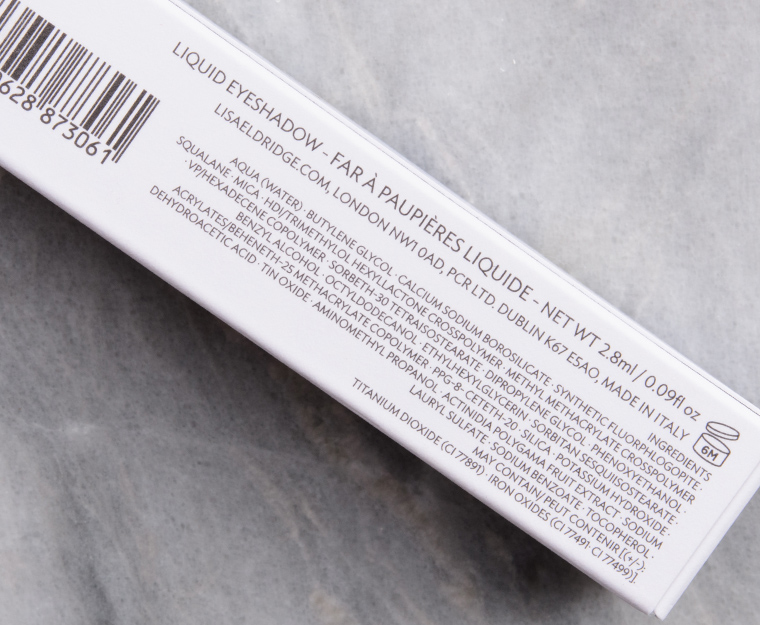 628 873061
LIQUID EYESHADOW - FAR À PAUPIÈRES LIQUIDE - NET WT 2.8ml / 0.09fl oz
LISAELDRIDGE.COM, LONDON NW1 0AD, PCR LTD, DUBLIN K67 E5AO, MADE IN ITALY
6M
INGREDIENTS
AQUA (WATER) · BUTYLENE GLYCOL · CALCIUM SODIUM BOROSILICATE · SYNTHETIC FLUORPHLOGOPITE ·
SQUALANE · MICA · HDI/TRIMETHYLOL HEXYLLACTONE CROSSPOLYMER · METHYL METHACRYLATE CROSSPOLYMER
· VP/HEXADECENE COPOLYMER · SORBETH-30 TETRAISOSTEARATE · DIPROPYLENE GLYCOL · PHENOXYETHANOL ·
BENZYL ALCOHOL · OCTYLDODECANOL · ETHYLHEXYLGLYCERIN · SORBITAN SESQUIISOSTEARATE ·
ACRYLATES/BEHENETH-25 METHACRYLATE COPOLYMER · PPG-8-CETETH-20 · SILICA · POTASSIUM HYDROXIDE ·
DEHYDROACETIC ACID · TIN OXIDE · AMINOMETHYL PROPANOL · ACTINIDIA POLYGAMA FRUIT EXTRACT · SODIUM
LAURYL SULFATE, SODIUM BENZOATE · TOCOPHEROL ·
MAY CONTAIN/PEUT CONTENIR [(+/-):
TITANIUM DIOXIDE (CI 77891) · IRON OXIDES (CI 77491 · CI 77499)].